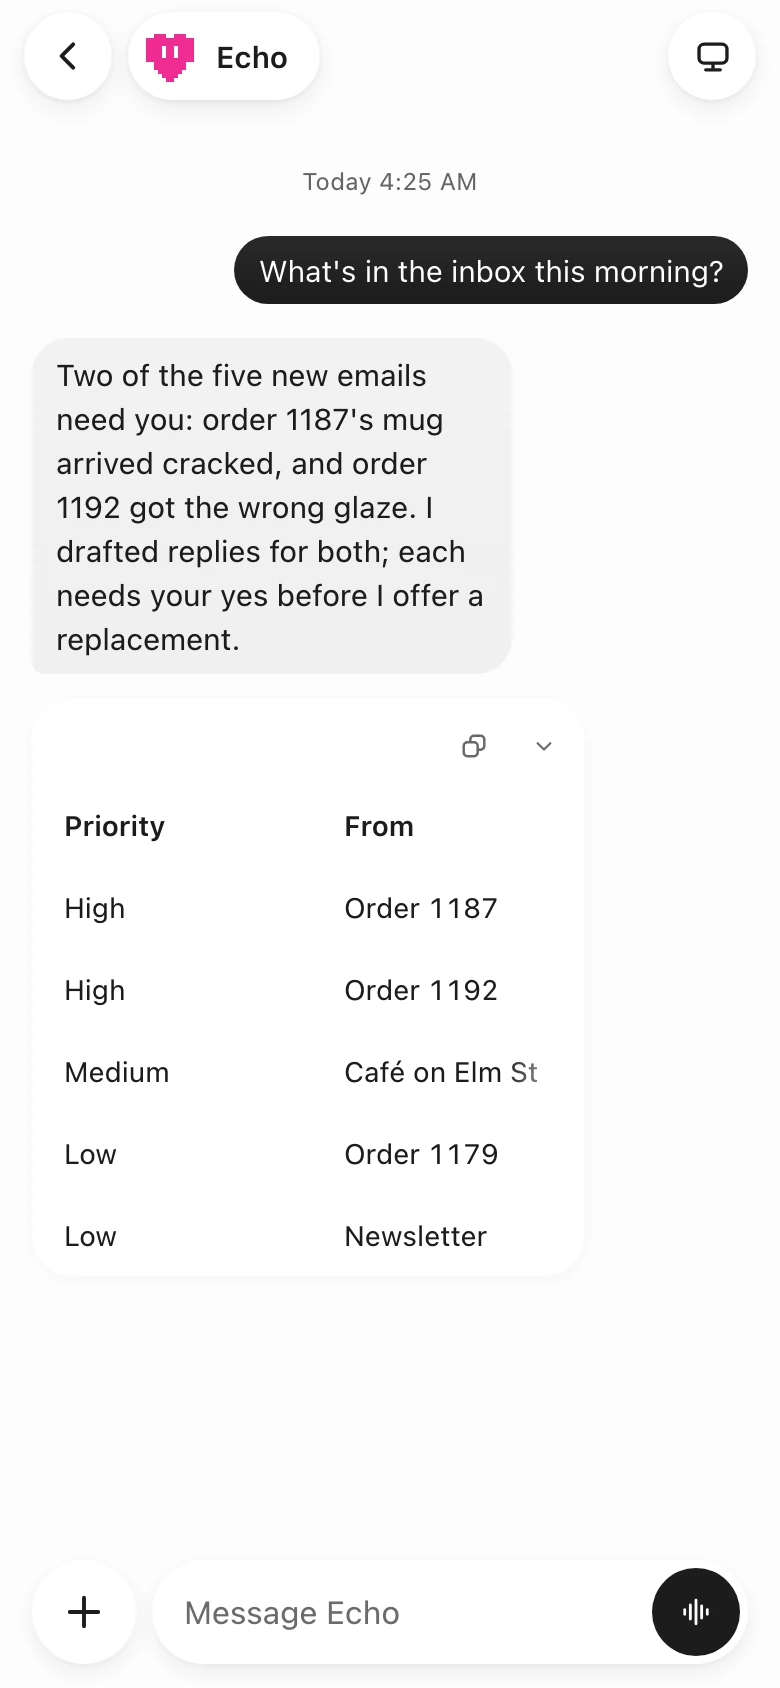 Echo
Today 4:25 AM
What's in the inbox this morning?
Two of the five new emails
need you: order 1187's mug
arrived cracked, and order
1192 got the wrong glaze. I
drafted replies for both; each
needs your yes before I offer a
replacement.
Priority From
High Order 1187
High Order 1192
Medium Café on Elm St
Low Order 1179
Low Newsletter
Message Echo